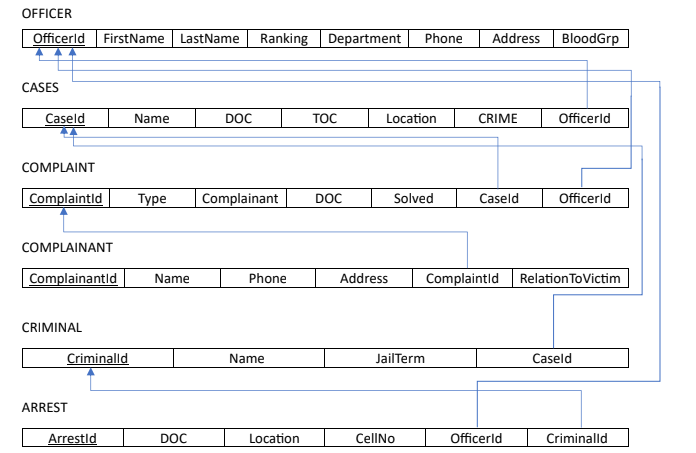 OFFICER
OfficerId FirstName LastName Ranking Department Phone Address BloodGrp
CASES
CaseId Name DOC TOC Location CRIME OfficerId
COMPLAINT
ComplaintId Type Complainant DOC Solved CaseId OfficerId
COMPLAINANT
ComplainantId Name Phone Address ComplaintId RelationToVictim
CRIMINAL
CriminalId Name JailTerm CaseId
ARREST
ArrestId DOC Location CellNo OfficerId CriminalId